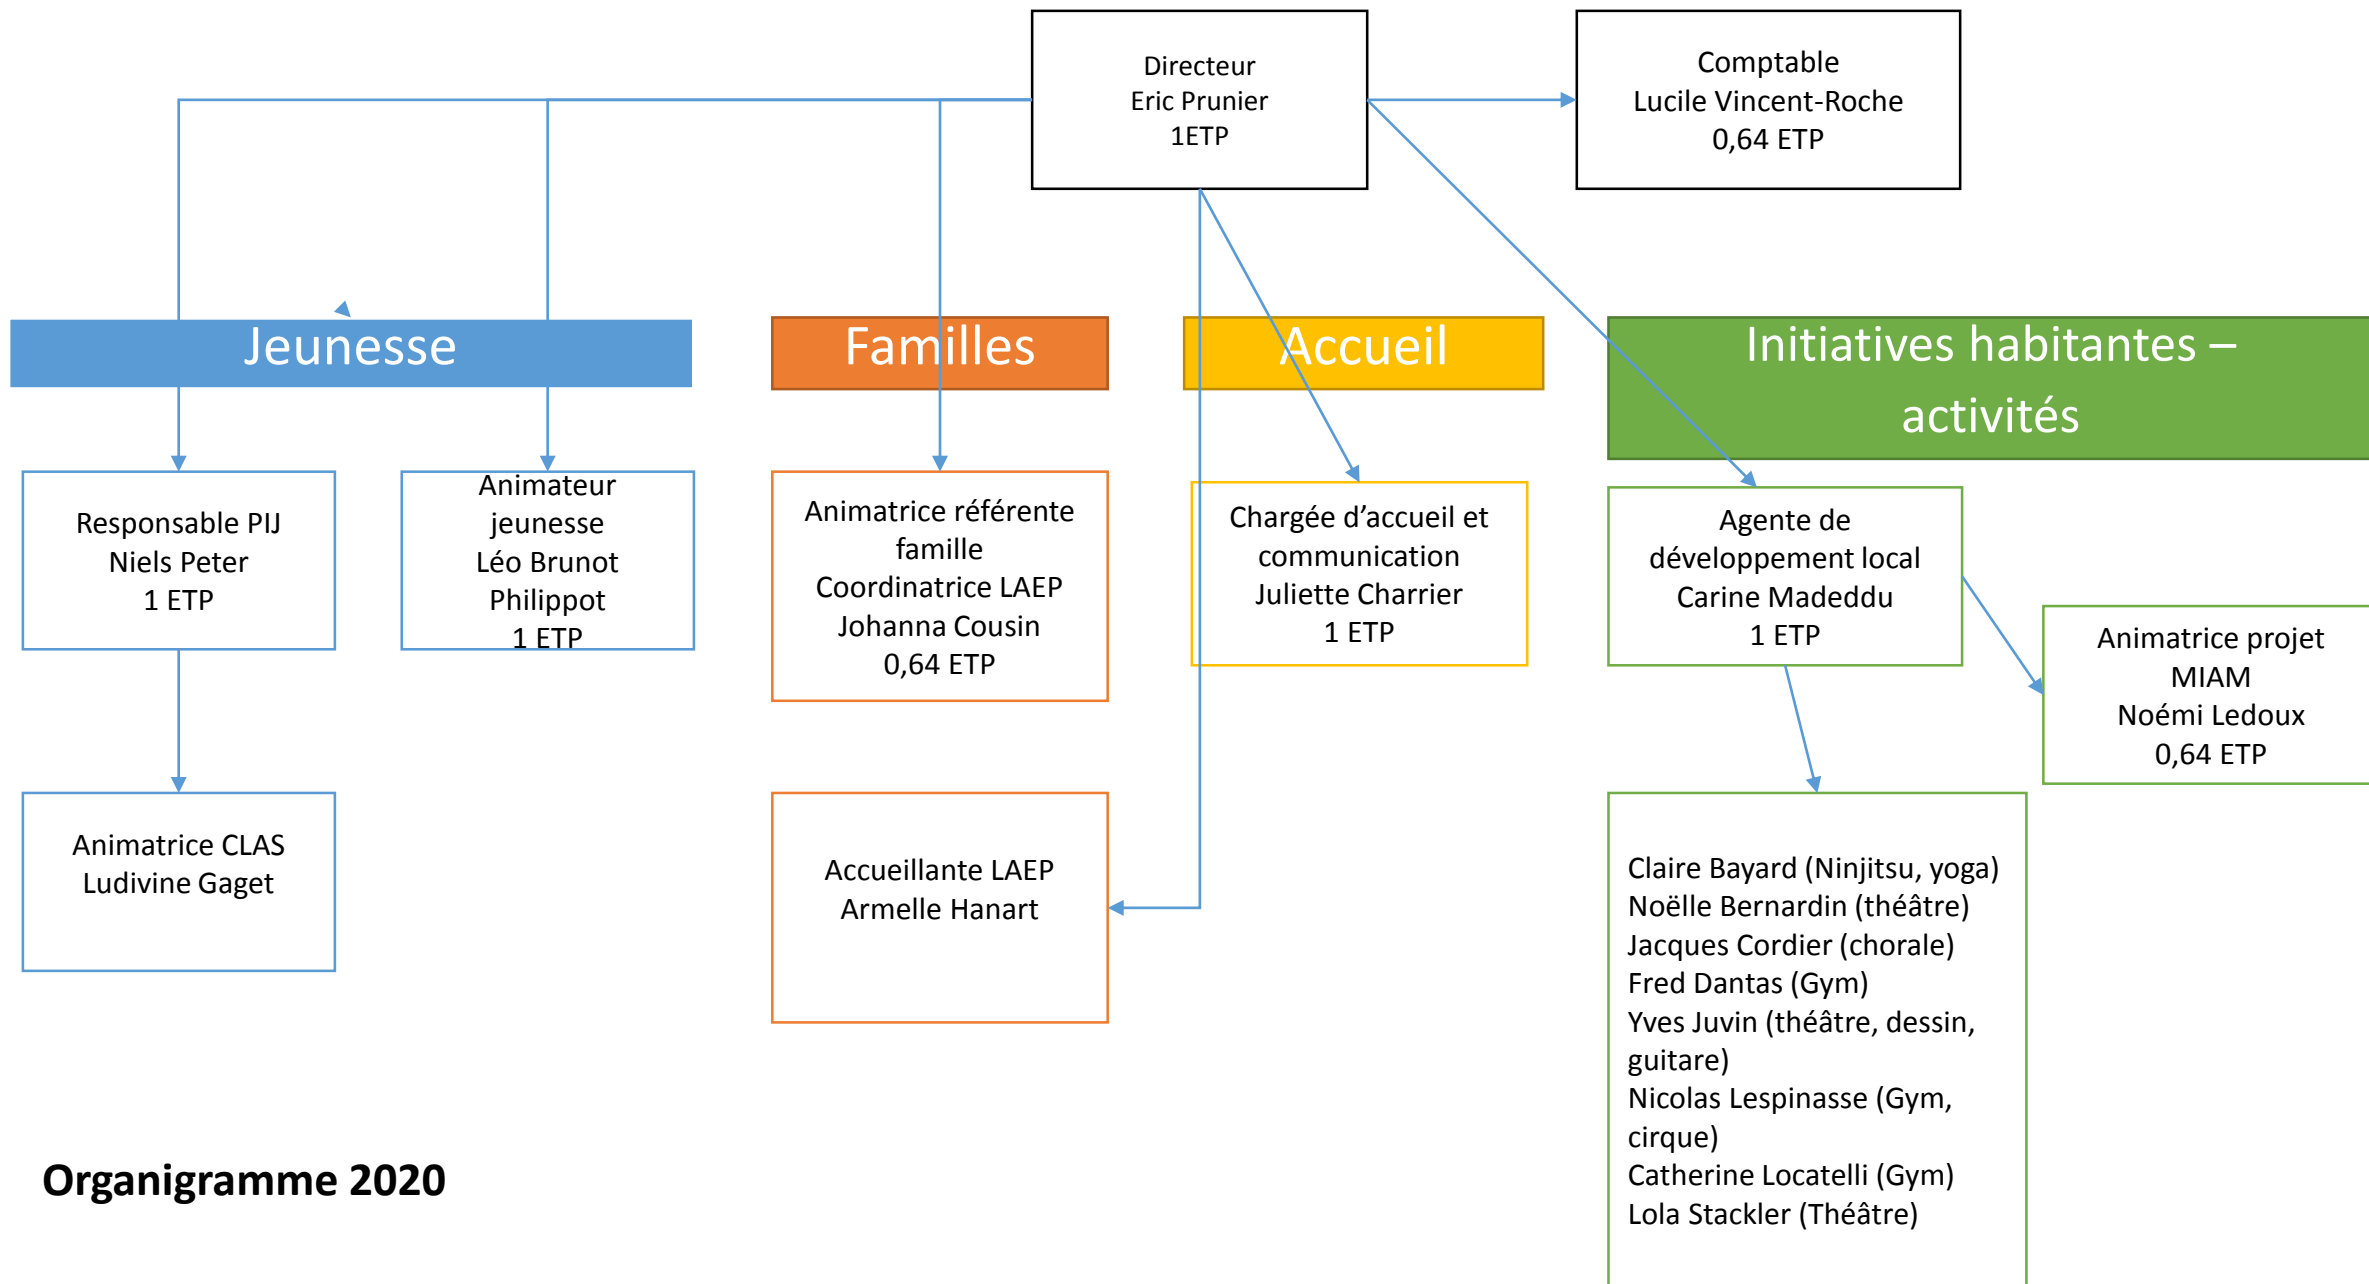 Directeur
Eric Prunier
1ETP
Comptable
Lucile Vincent-Roche
0,64 ETP
Jeunesse
Familles
Accueil
Initiatives habitantes –
activités
Responsable PIJ
Niels Peter
1 ETP
Animateur
jeunesse
Léo Brunot
Philippot
1 ETP
Animatrice référente
famille
Coordinatrice LAEP
Johanna Cousin
0,64 ETP
Chargée d’accueil et
communication
Juliette Charrier
1 ETP
Agente de
développement local
Carine Madeddu
1 ETP
Animatrice projet
MIAM
Noémi Ledoux
0,64 ETP
Animatrice CLAS
Ludivine Gaget
Accueillante LAEP
Armelle Hanart
Claire Bayard (Ninjitsu, yoga)
Noëlle Bernardin (théâtre)
Jacques Cordier (chorale)
Fred Dantas (Gym)
Yves Juvin (théâtre, dessin,
guitare)
Nicolas Lespinasse (Gym,
cirque)
Catherine Locatelli (Gym)
Lola Stackler (Théâtre)
Organigramme 2020